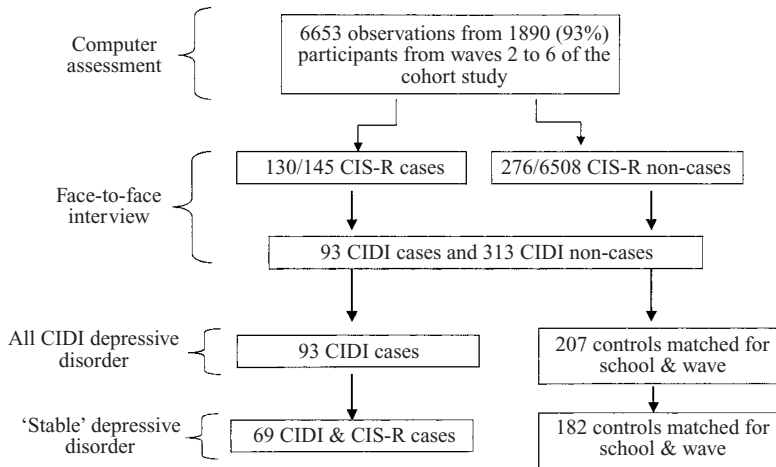 Computer
assessment
6653 observations from 1890 (93%)
participants from waves 2 to 6 of the
cohort study
Face-to-face
interview
130/145 CIS-R cases
276/6508 CIS-R non-cases
93 CIDI cases and 313 CIDI non-cases
All CIDI depressive
disorder
93 CIDI cases
207 controls matched for
school & wave
‘Stable’ depressive
disorder
69 CIDI & CIS-R cases
182 controls matched for
school & wave